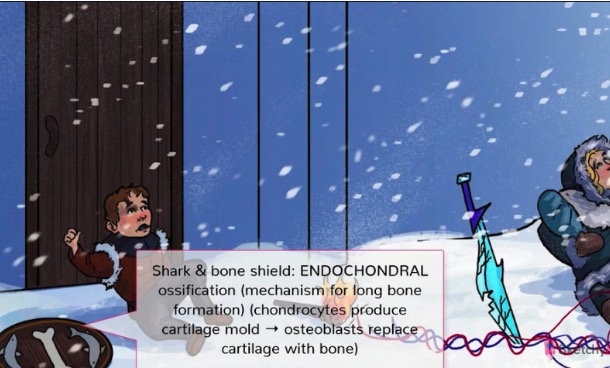 Shark & bone shield: ENDOCHONDRAL
ossification (mechanism for long bone
formation) (chondrocytes produce
cartilage mold → osteoblasts replace
cartilage with bone)